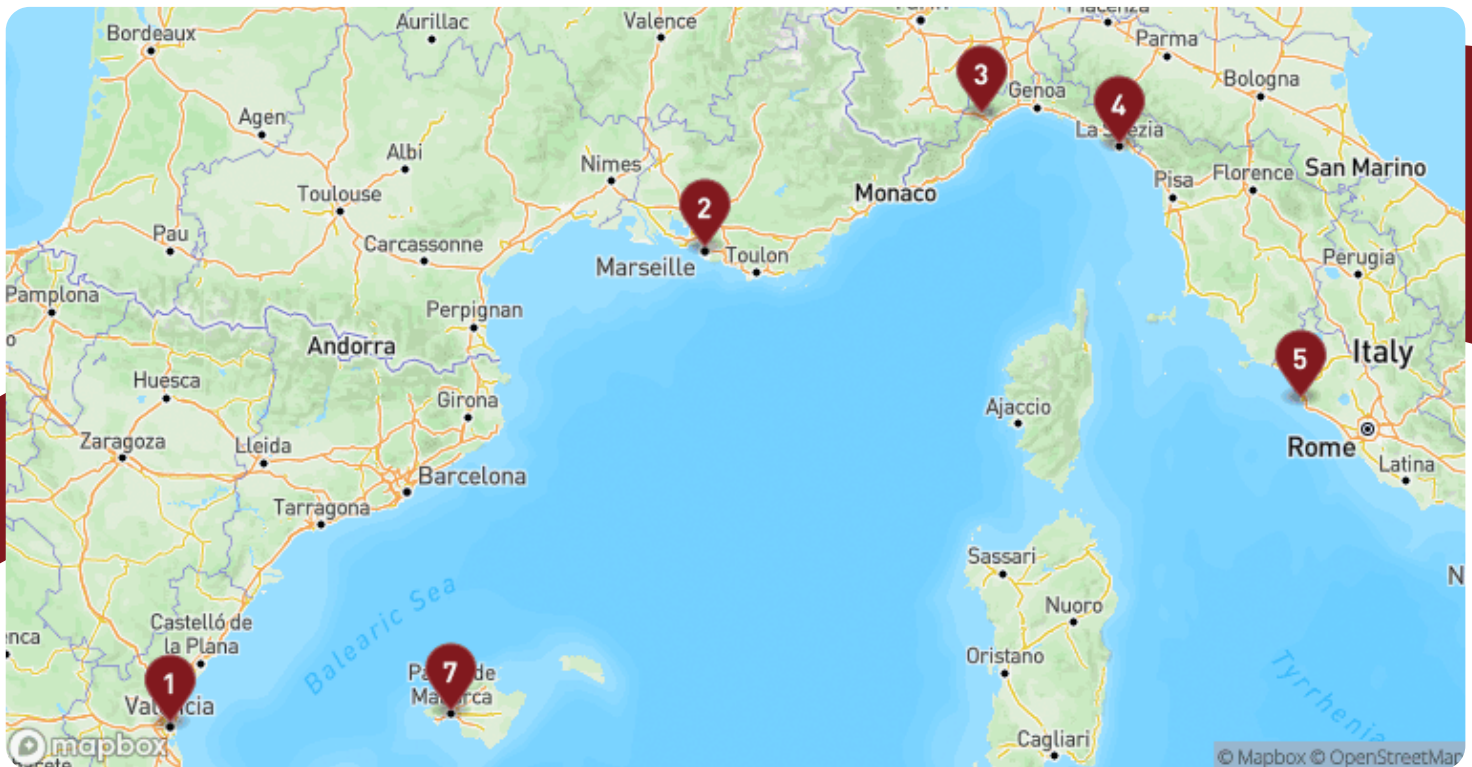 Aurillac
Valence
Piacenza
Bordeaux
Parma
3
Genoa
Bologna
4
Agen
La Spezia
Albi
Nimes
San Marino
Florence
Pisa
Toulouse
Monaco
2
Pau
Carcassonne
Toulon
Marseille
Perugia
Pamplona
Perpignan
Andorra
5
Italy
Huesca
Girona
Ajaccio
Zaragoza
Lleida
Rome
Barcelona
Latina
Tarragona
Sassari
N
Balearic Sea
Nuoro
Castelló de
la Plana
enca
Oristano
7
Palma de
Mallorca
1
Valencia
Tyrrhenia
Cagliari
mapbox
© Mapbox © OpenStreetMap